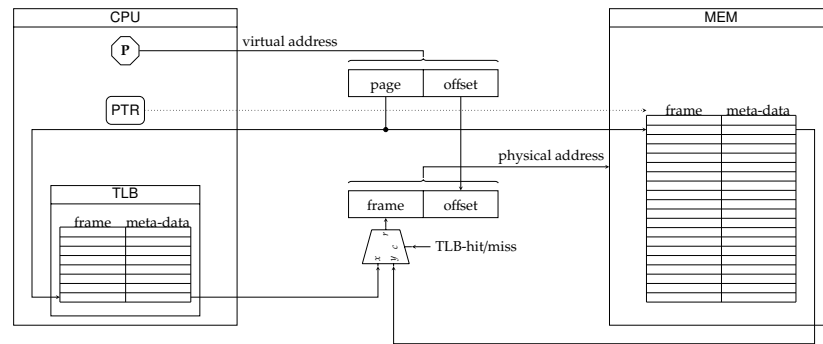 CPU
MEM
P
virtual address
page offset
PTR
frame meta-data
physical address
TLB
frame offset
frame meta-data
r
c
x y
TLB-hit/miss